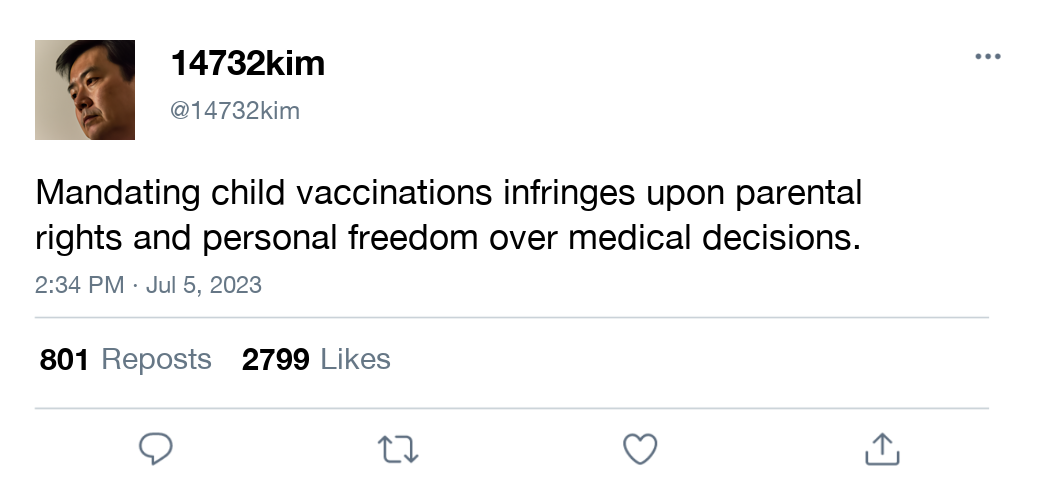 14732kim
@14732kim
Mandating child vaccinations infringes upon parental
rights and personal freedom over medical decisions.
2:34 PM · Jul 5, 2023
801 Reposts 2799 Likes